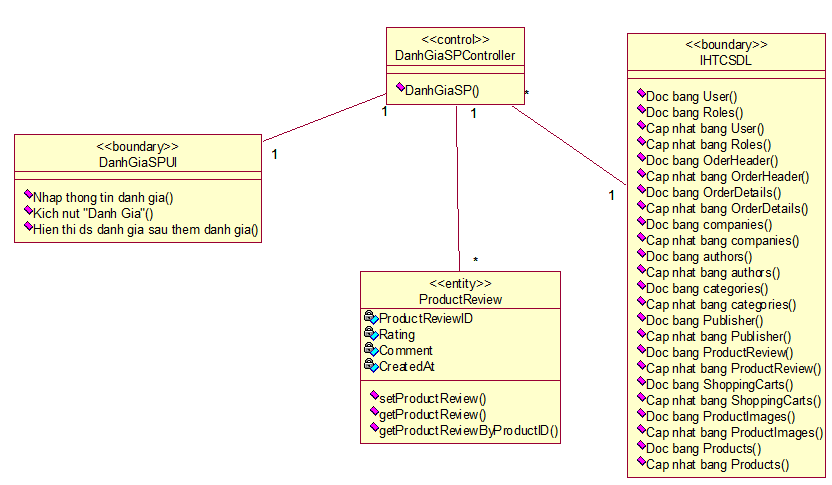 <<control>>
DanhGiaSPController
DanhGiaSP()
1
*
1
<<boundary>>
DanhGiaSPUI
Nhap thong tin danh gia()
Kich nut "Danh Gia"()
Hien thi ds danh gia sau them danh gia()
1
*
<<entity>>
ProductReview
ProductReviewID
Rating
Comment
CreatedAt
setProductReview()
getProductReview()
getProductReviewByProductID()
1
<<boundary>>
IHTCSDL
Doc bang User()
Doc bang Roles()
Cap nhat bang User()
Cap nhat bang Roles()
Doc bang OderHeader()
Cap nhat bang OrderHeader()
Doc bang OrderDetails()
Cap nhat bang OrderDetails()
Doc bang companies()
Cap nhat bang companies()
Doc bang authors()
Cap nhat bang authors()
Doc bang categories()
Cap nhat bang categories()
Doc bang Publisher()
Cap nhat bang Publisher()
Doc bang ProductReview()
Cap nhat bang ProductReview()
Doc bang ShoppingCarts()
Cap nhat bang ShoppingCarts()
Doc bang ProductImages()
Cap nhat bang ProductImages()
Doc bang Products()
Cap nhat bang Products()